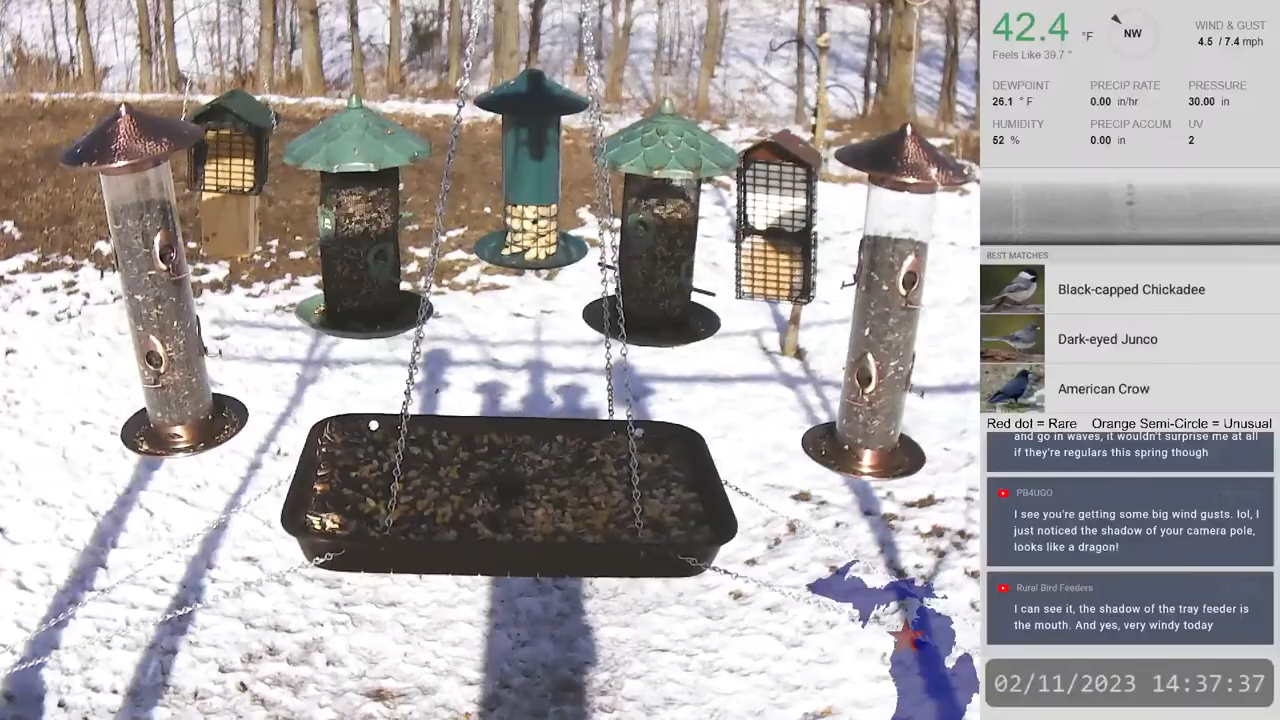 42.4 °F
Feels Like 39.7 °
NW
WIND & GUST
4.5 / 7.4 mph
DEWPOINT
26.1 ° F
PRECIP RATE
0.00 in/hr
PRESSURE
30.00 in
HUMIDITY
52 %
PRECIP ACCUM
0.00 in
UV
2
BEST MATCHES
Black-capped Chickadee
Dark-eyed Junco
American Crow
Red dot = Rare Orange Semi-Circle = Unusual
and go in waves, it wouldn't surprise me at all
if they're regulars this spring though
PB4UGO
I see you're getting some big wind gusts. lol, I
just noticed the shadow of your camera pole,
looks like a dragon!
Rural Bird Feeders
I can see it, the shadow of the tray feeder is
the mouth. And yes, very windy today
02/11/2023 14:37:37